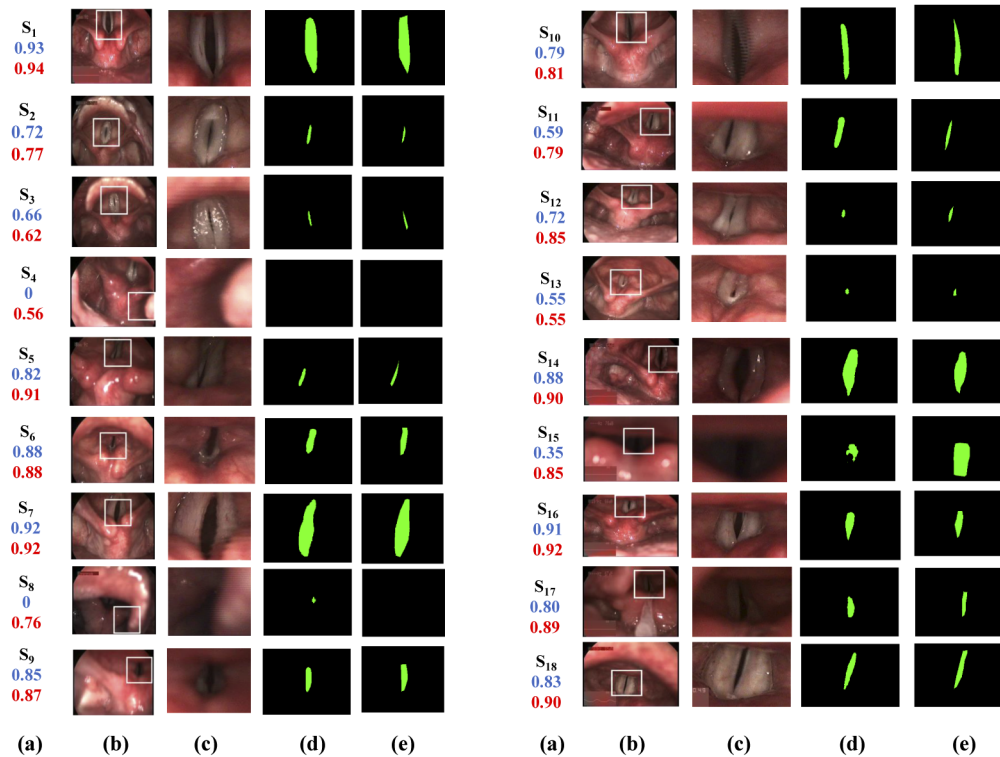 S1
0.93
0.94
S2
0.72
0.77
S3
0.66
0.62
S4
0
0.56
S5
0.82
0.91
S6
0.88
0.88
S7
0.92
0.92
S8
0
0.76
S9
0.85
0.87
(a) (b) (c) (d) (e)
S10
0.79
0.81
S11
0.59
0.79
S12
0.72
0.85
S13
0.55
0.55
S14
0.88
0.90
S15
0.35
0.85
S16
0.91
0.92
S17
0.80
0.89
S18
0.83
0.90
(a) (b) (c) (d) (e)